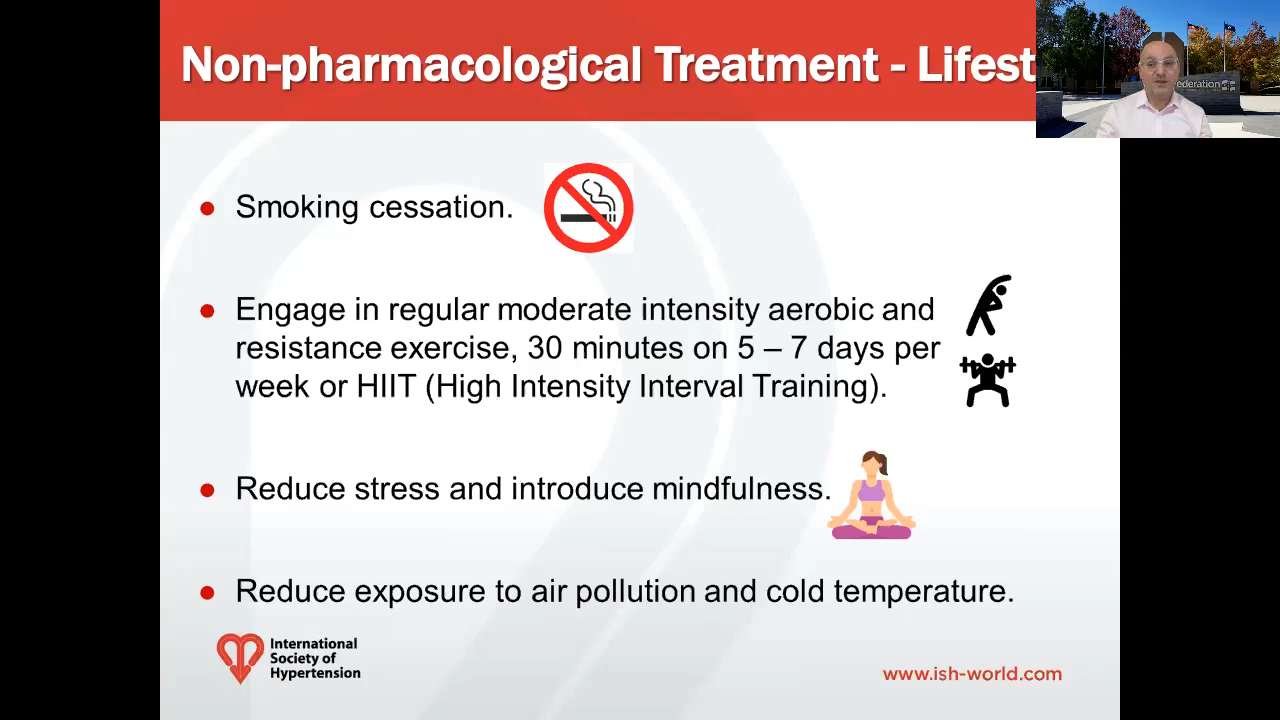 Non-pharmacological Treatment - Lifest
ederation
Smoking cessation.
Engage in regular moderate intensity aerobic and
resistance exercise, 30 minutes on 5 – 7 days per
week or HIIT (High Intensity Interval Training).
Reduce stress and introduce mindfulness.
Reduce exposure to air pollution and cold temperature.
International
Society of
Hypertension
www.ish-world.com